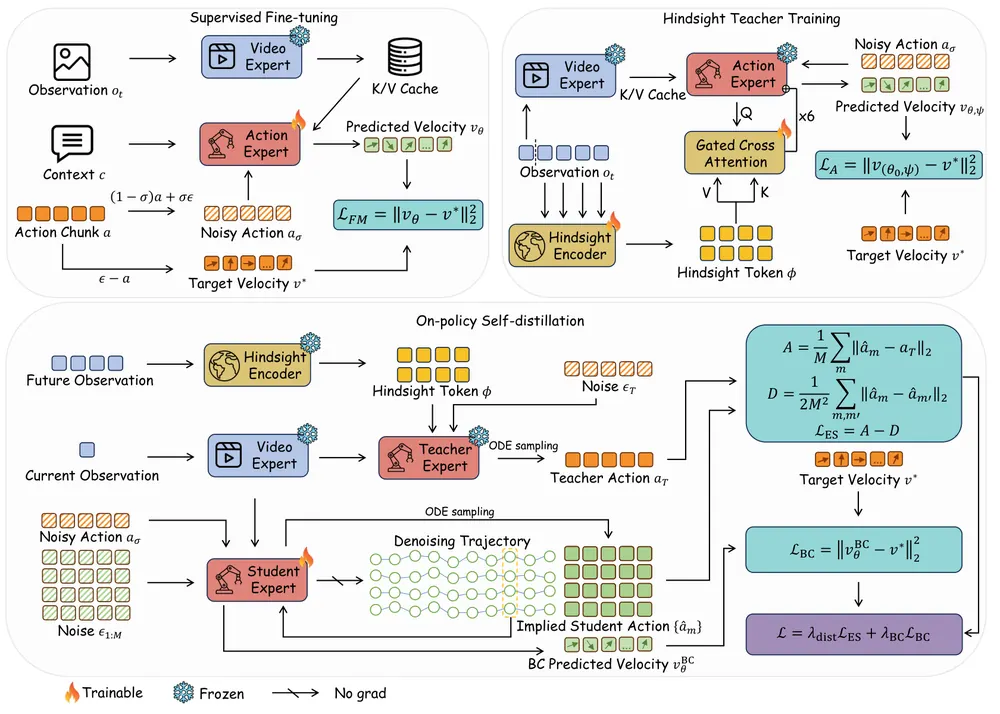 Supervised Fine-tuning
Observation oₜ
Video
Expert
K/V Cache
Context c
Action
Expert
Predicted Velocity v_θ
(1−σ)a + σϵ
Action Chunk a
Noisy Action a_σ
ℒ_FM = ‖v_θ − v*‖₂²
ϵ − a
Target Velocity v*
Hindsight Teacher Training
Video
Expert
K/V Cache
Action
Expert
Noisy Action a_σ
Predicted Velocity v_θ,ψ
Q
x6
Gated Cross
Attention
V
K
Observation oₜ
ℒ_A = ‖v_(θ₀,ψ) − v*‖₂²
Hindsight
Encoder
Hindsight Token ϕ
Target Velocity v*
On-policy Self-distillation
Future Observation
Hindsight
Encoder
Hindsight Token ϕ
Noise ϵ_T
Current Observation
Video
Expert
Teacher
Expert
ODE sampling
Teacher Action a_T
A = 1/M ∑_m ‖â_m − a_T‖₂
D = 1/2M² ∑_m,m′ ‖â_m − â_m′‖₂
ℒ_ES = A − D
Target Velocity v*
Noisy Action a_σ
Noise ϵ_1:M
Student
Expert
ODE sampling
Denoising Trajectory
Implied Student Action {â_m}
BC Predicted Velocity v_θ^BC
ℒ_BC = ‖v_θ^BC − v*‖₂²
ℒ = λ_dist ℒ_ES + λ_BC ℒ_BC
Trainable
Frozen
No grad